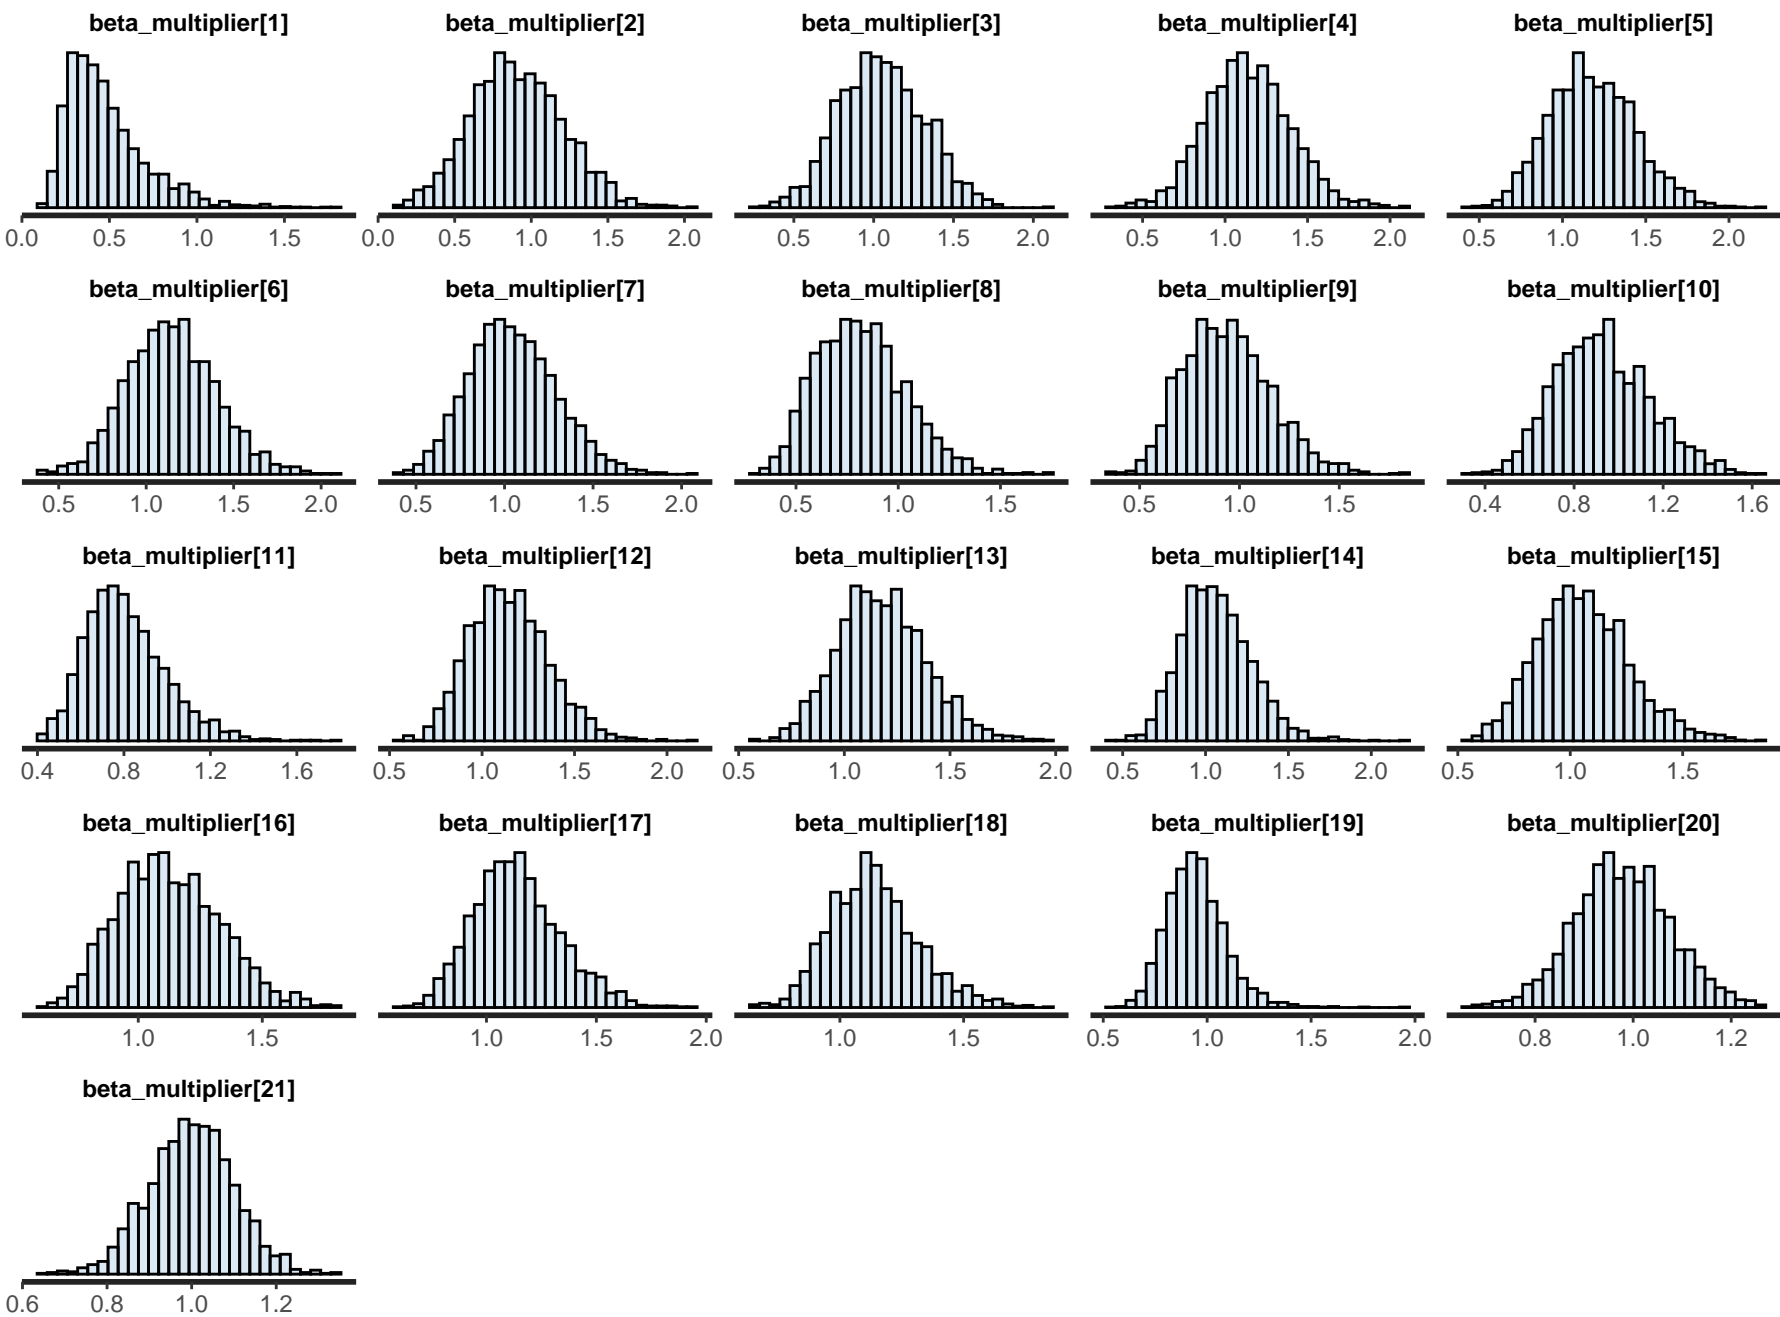 beta_multiplier[1] beta_multiplier[2] beta_multiplier[3] beta_multiplier[4] beta_multiplier[5]
0.0 0.5 1.0 1.5 0.0 0.5 1.0 1.5 2.0 0.5 1.0 1.5 2.0 0.5 1.0 1.5 2.0 0.5 1.0 1.5 2.0
beta_multiplier[6] beta_multiplier[7] beta_multiplier[8] beta_multiplier[9] beta_multiplier[10]
0.5 1.0 1.5 2.0 0.5 1.0 1.5 2.0 0.5 1.0 1.5 0.5 1.0 1.5 0.4 0.8 1.2 1.6
beta_multiplier[11] beta_multiplier[12] beta_multiplier[13] beta_multiplier[14] beta_multiplier[15]
0.4 0.8 1.2 1.6 0.5 1.0 1.5 2.0 0.5 1.0 1.5 2.0 0.5 1.0 1.5 2.0 0.5 1.0 1.5
beta_multiplier[16] beta_multiplier[17] beta_multiplier[18] beta_multiplier[19] beta_multiplier[20]
1.0 1.5 1.0 1.5 2.0 1.0 1.5 0.5 1.0 1.5 2.0 0.8 1.0 1.2
beta_multiplier[21]
0.6 0.8 1.0 1.2